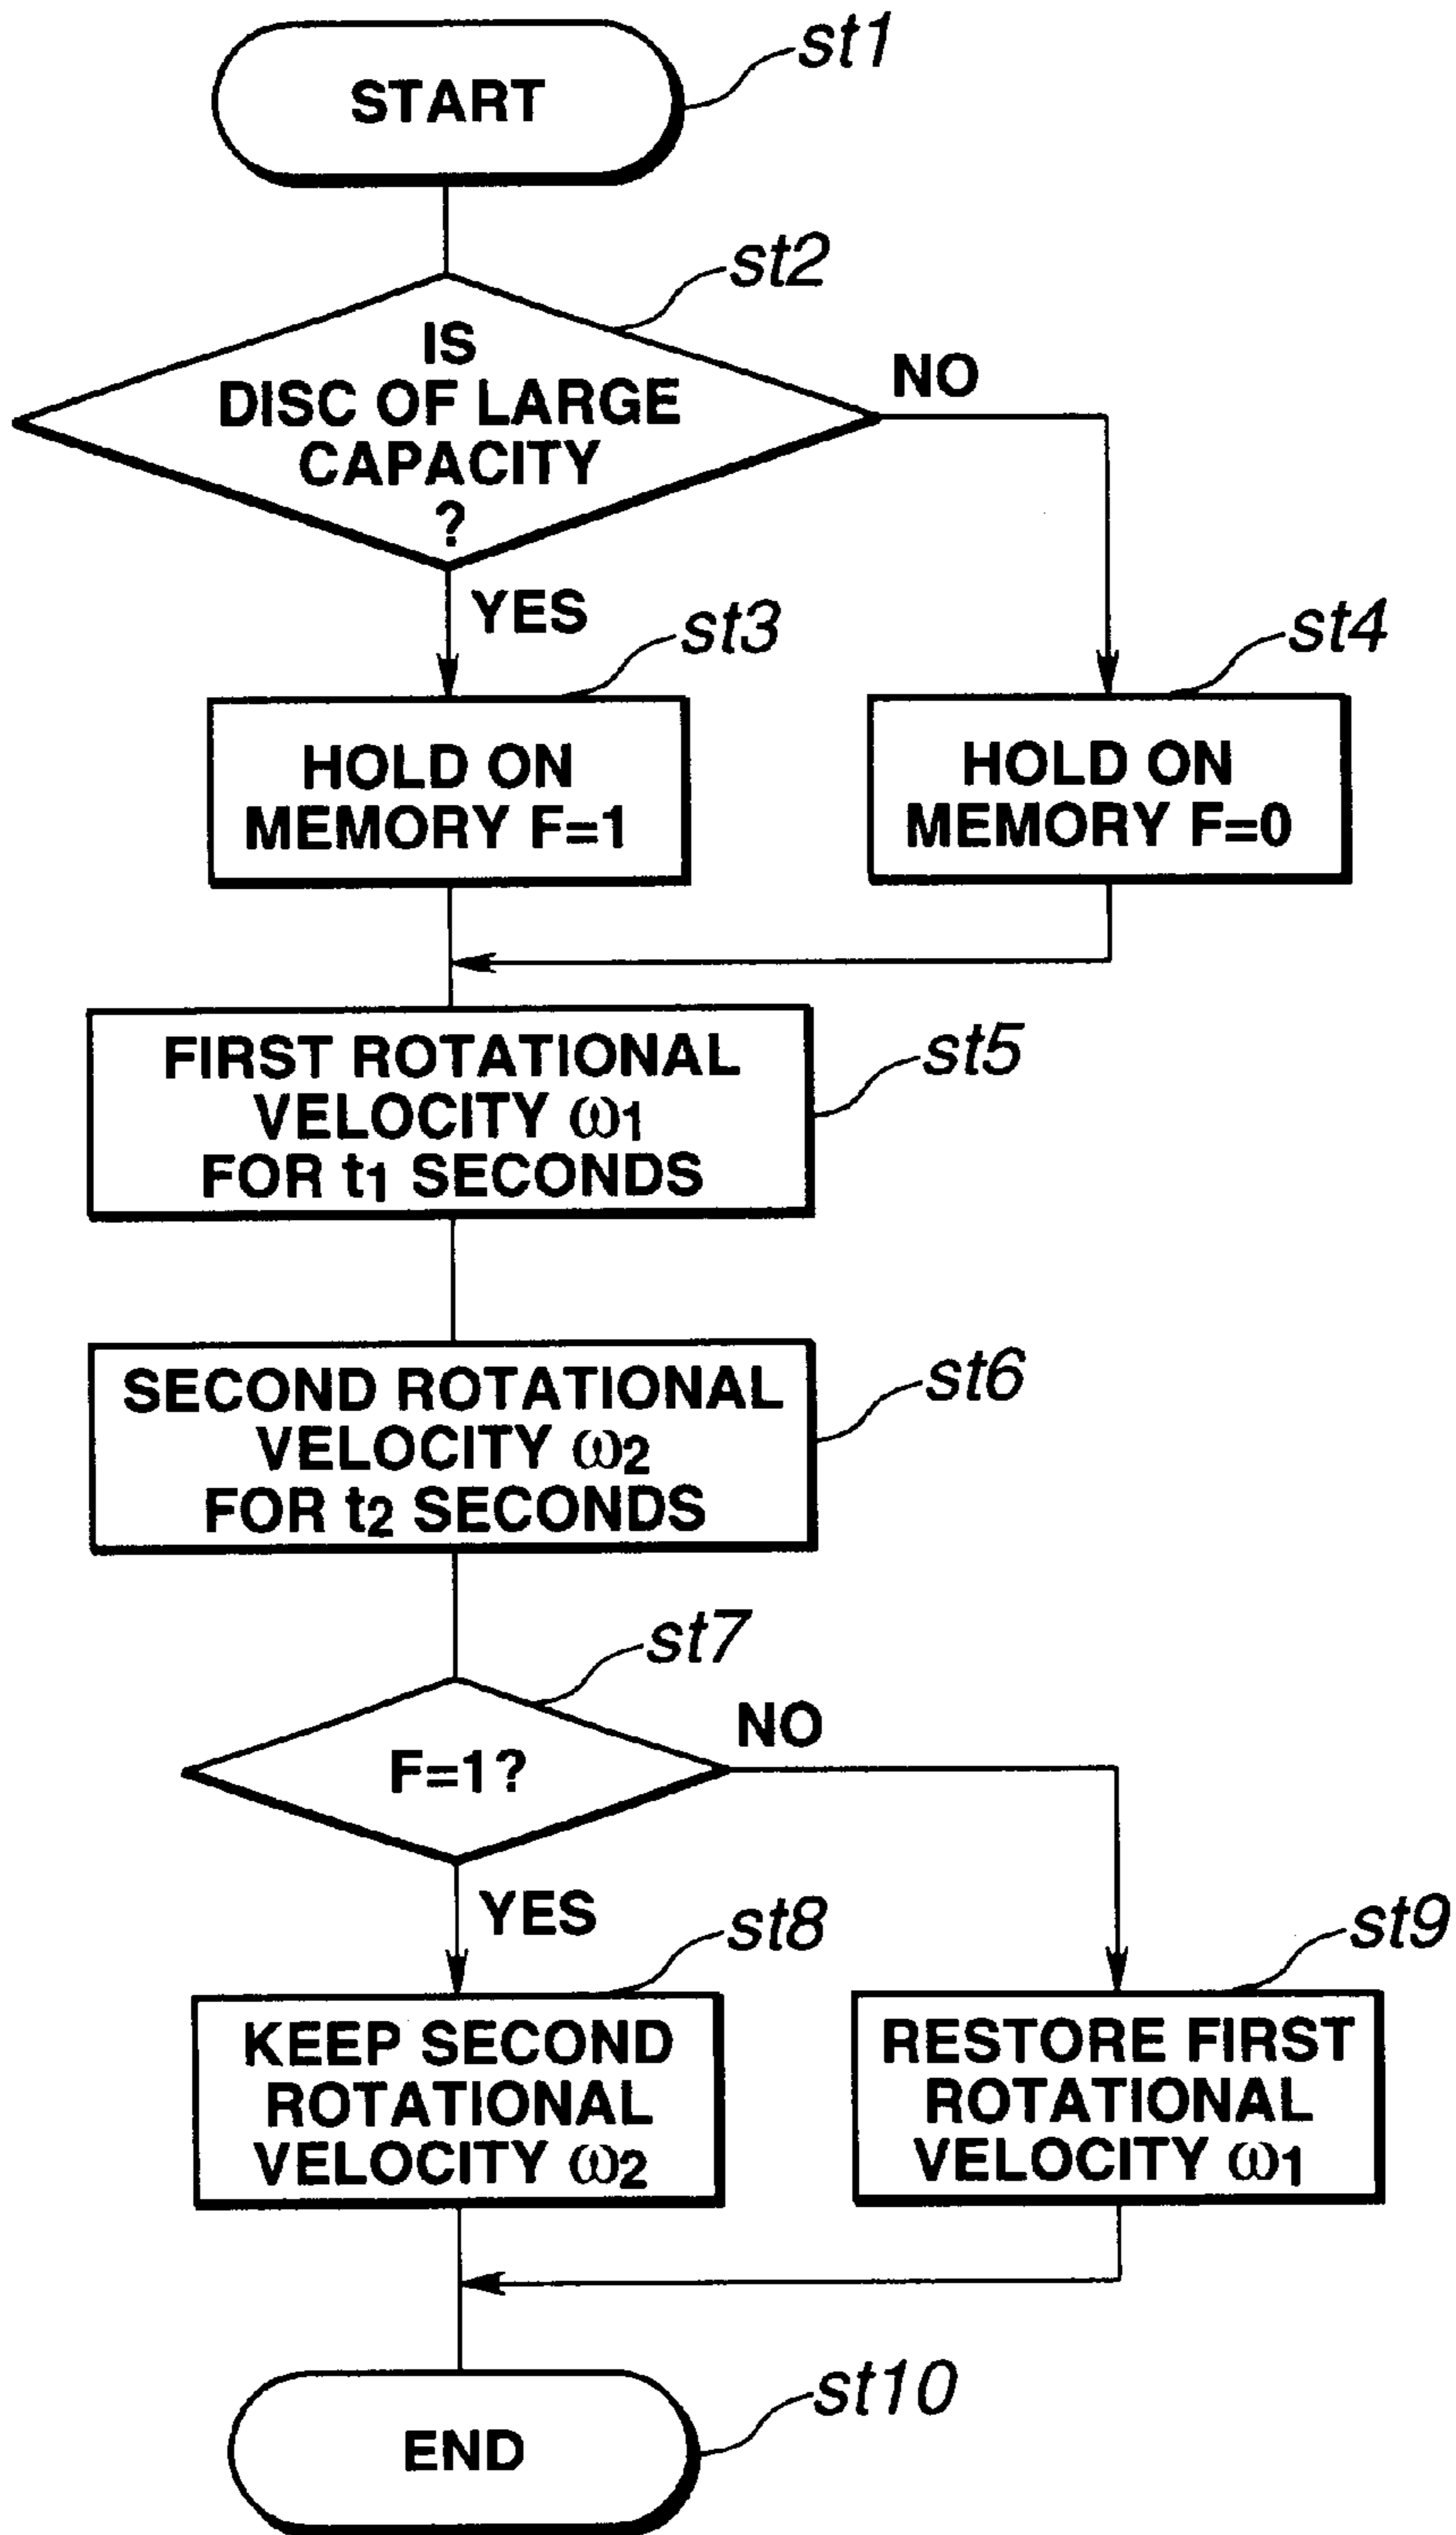 START
st1
st2
IS
DISC OF LARGE
CAPACITY
?
NO
YES
st3
st4
HOLD ON
MEMORY F=1
HOLD ON
MEMORY F=0
FIRST ROTATIONAL
VELOCITY ω1
FOR t1 SECONDS
st5
SECOND ROTATIONAL
VELOCITY ω2
FOR t2 SECONDS
st6
st7
F=1?
NO
YES
st8
st9
KEEP SECOND
ROTATIONAL
VELOCITY ω2
RESTORE FIRST
ROTATIONAL
VELOCITY ω1
st10
END